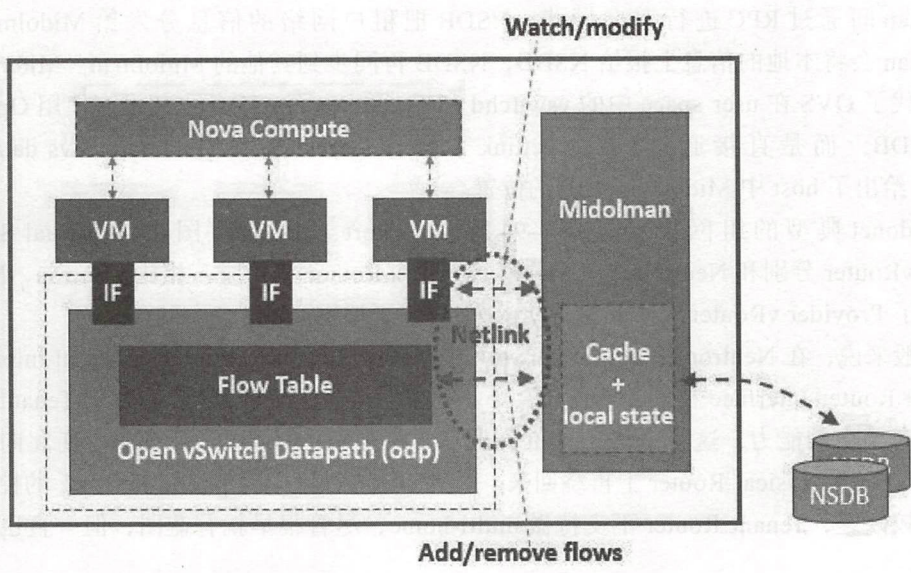 Watch/modify
Nova Compute
VM
VM
VM
Midolman
IF
IF
IF
Netlink
Flow Table
Cache
+
local state
Open vSwitch Datapath (odp)
NSDB
Add/remove flows